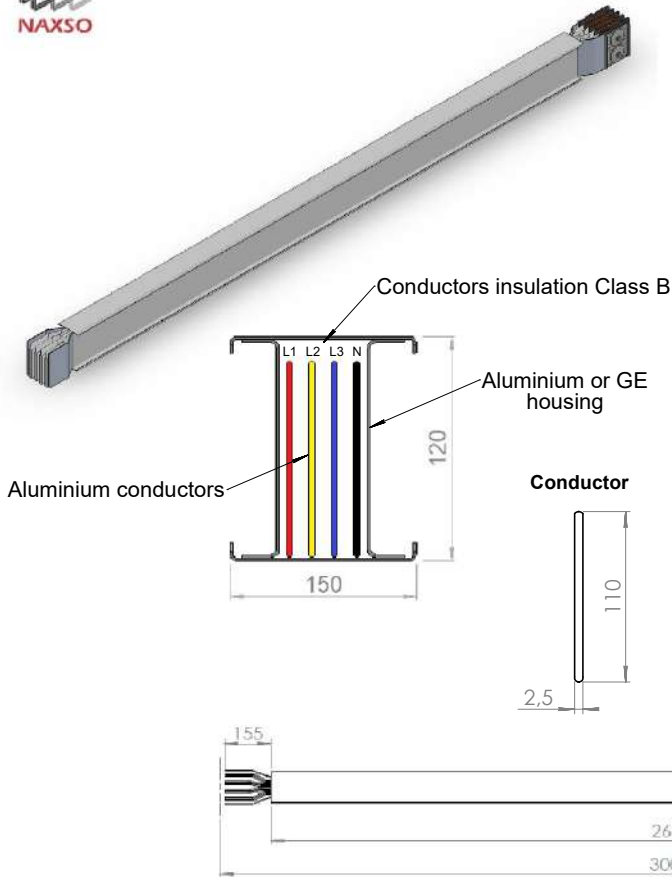 NAXSO
Conductors insulation Class B
L1 L2 L3 N
Aluminium or GE
housing
120
Aluminium conductors
Conductor
150
110
2,5
155